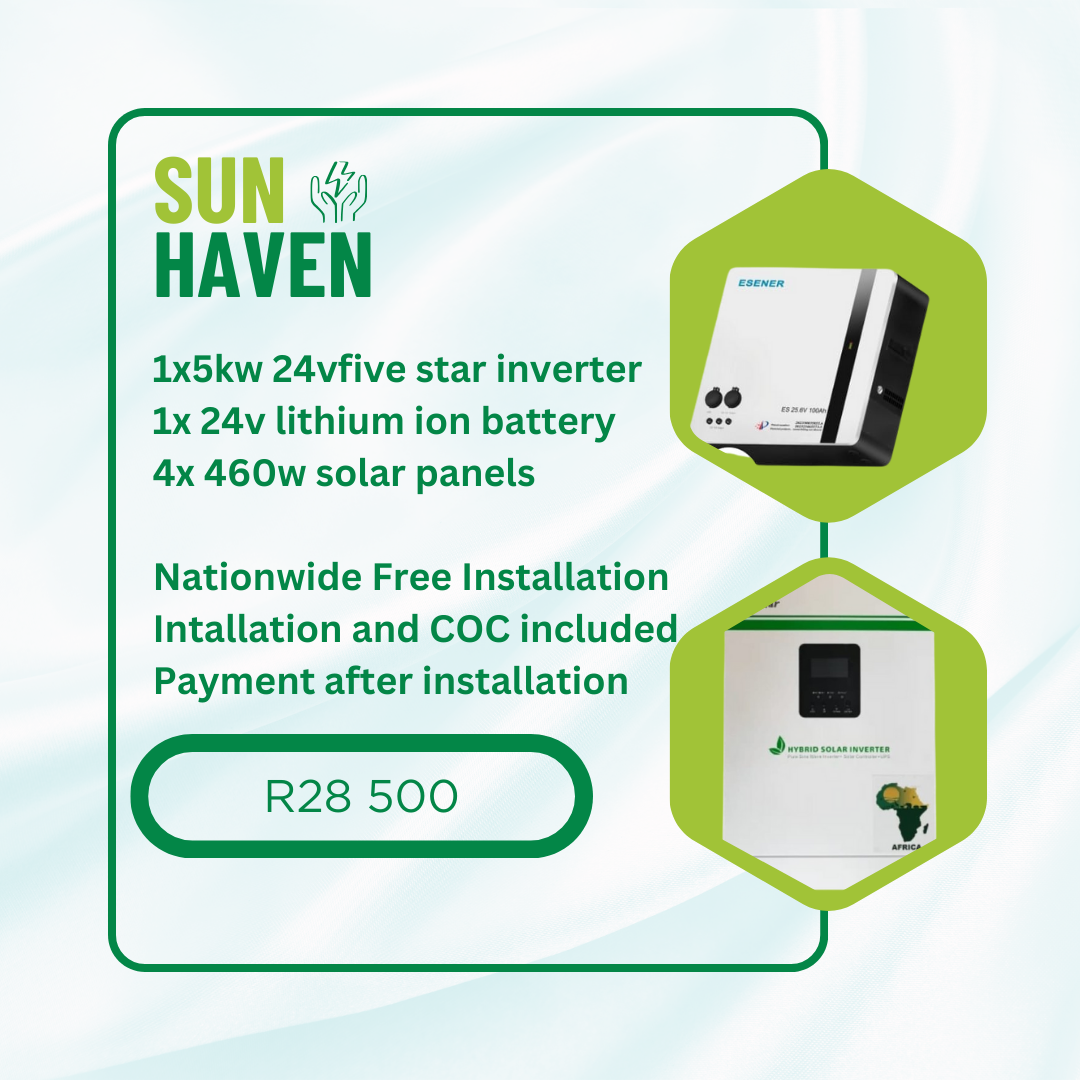 SUN
HAVEN
1x5kw 24vfive star inverter
1x 24v lithium ion battery
4x 460w solar panels
Nationwide Free Installation
Intallation and COC included
Payment after installation
R28 500
ESENER
ES 25.6V 100Ah
HYBRID SOLAR INVERTER
AFRICA